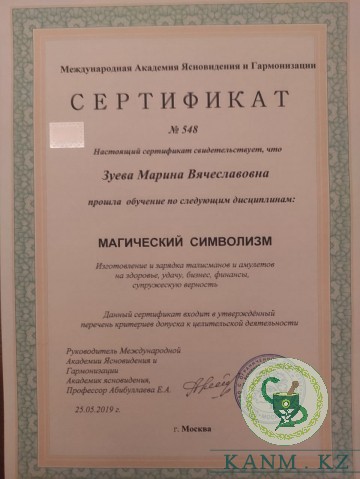 Международная Академия Ясновидения и Гармонизации
СЕРТИФИКАТ
№ 548
Настоящий сертификат свидетельствует, что
Зуева Марина Вячеславовна
прошла обучение по следующим дисциплинам:
МАГИЧЕСКИЙ СИМВОЛИЗМ
Изготовление и зарядка талисманов и амулетов
на здоровье, удачу, бизнес, финансы,
супружескую верность
Данный сертификат входит в утверждённый
перечень критериев допуска к целительской деятельности
Руководитель Международной
Академии Ясновидения и
Гармонизации
Академик ясновидения,
Профессор Абибуллаева Е.А.
25.05.2019 г.
г. Москва
KANM.KZ